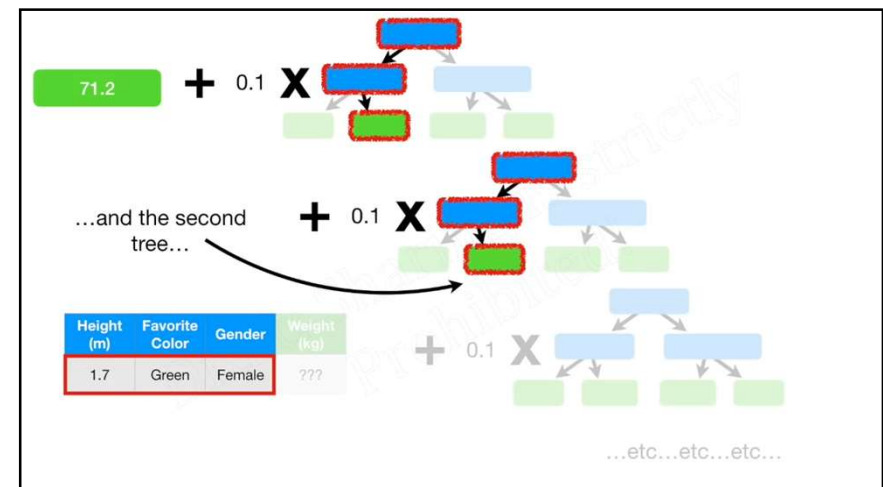 71.2 + 0.1 X
...and the second + 0.1 X
tree...
Height Favorite Gender Weight
(m) Color (kg)
+ 0.1 X
1.7 Green Female ???
...etc...etc...etc...